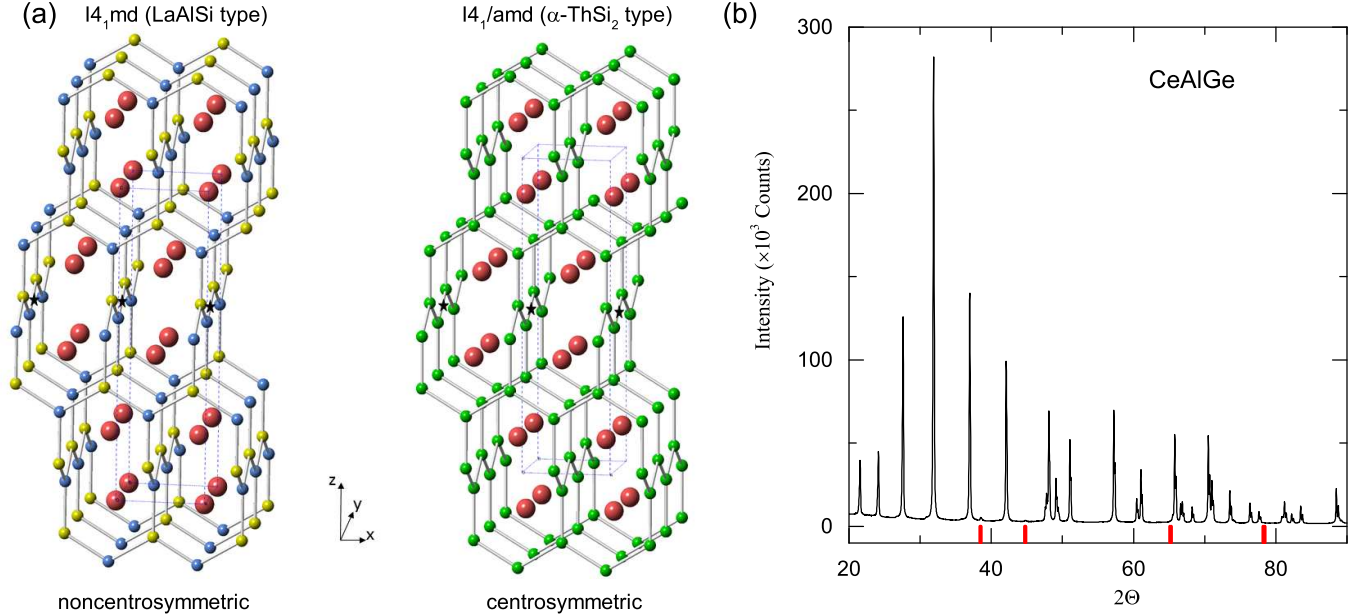 (a)
I4₁md (LaAlSi type)
I4₁/amd (α-ThSi₂ type)
z
y
x
noncentrosymmetric
centrosymmetric
(b)
CeAlGe
Intensity (×10³ Counts)
300
200
100
0
20
40
60
80
2Θ